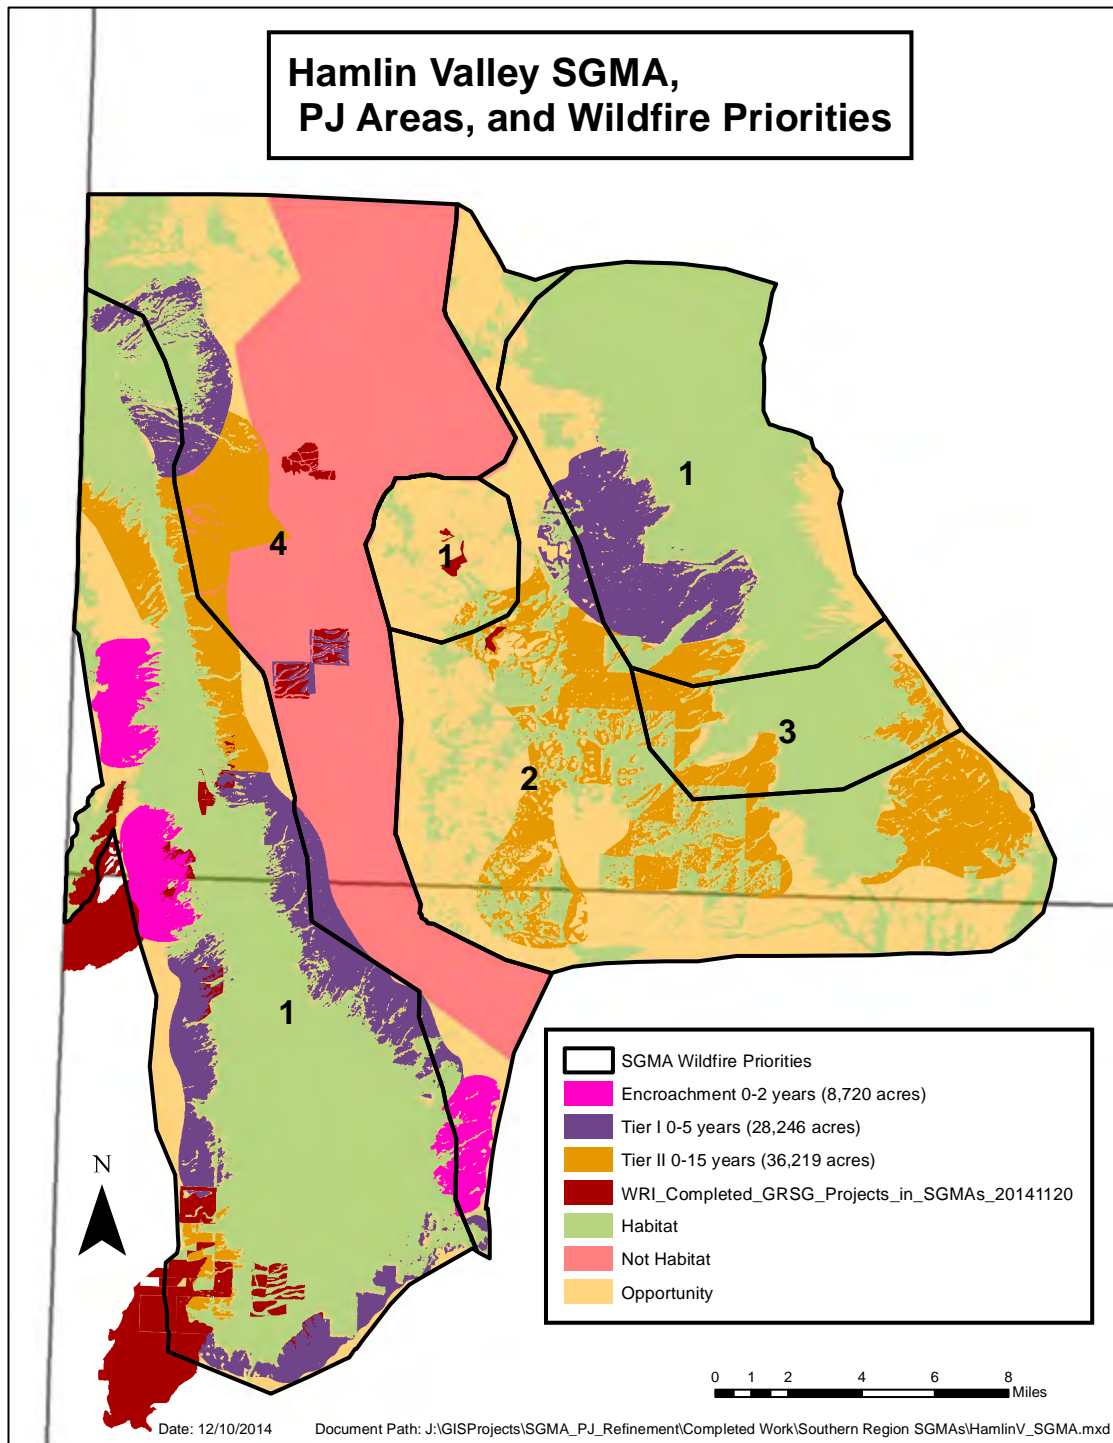 Hamlin Valley SGMA,
PJ Areas, and Wildfire Priorities
1
4
1
3
2
1
SGMA Wildfire Priorities
Encroachment 0-2 years (8,720 acres)
Tier I 0-5 years (28,246 acres)
Tier II 0-15 years (36,219 acres)
WRI_Completed_GRSG_Projects_in_SGMAs_20141120
Habitat
Not Habitat
Opportunity
N
0 1 2 4 6 8
Miles
Date: 12/10/2014 Document Path: J:\GISProjects\SGMA_PJ_Refinement\Completed Work\Southern Region SGMAs\HamlinV_SGMA.mxd